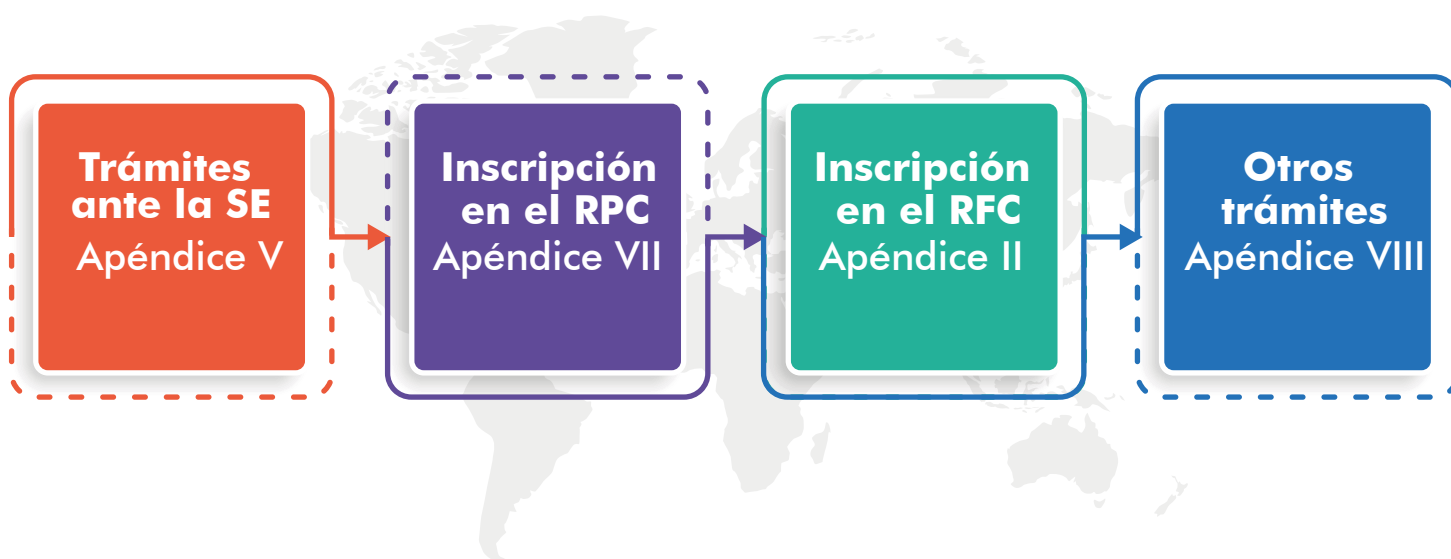 Trámites
ante la SE
Apéndice V
Inscripción
en el RPC
Apéndice VII
Inscripción
en el RFC
Apéndice II
Otros
trámites
Apéndice VIII